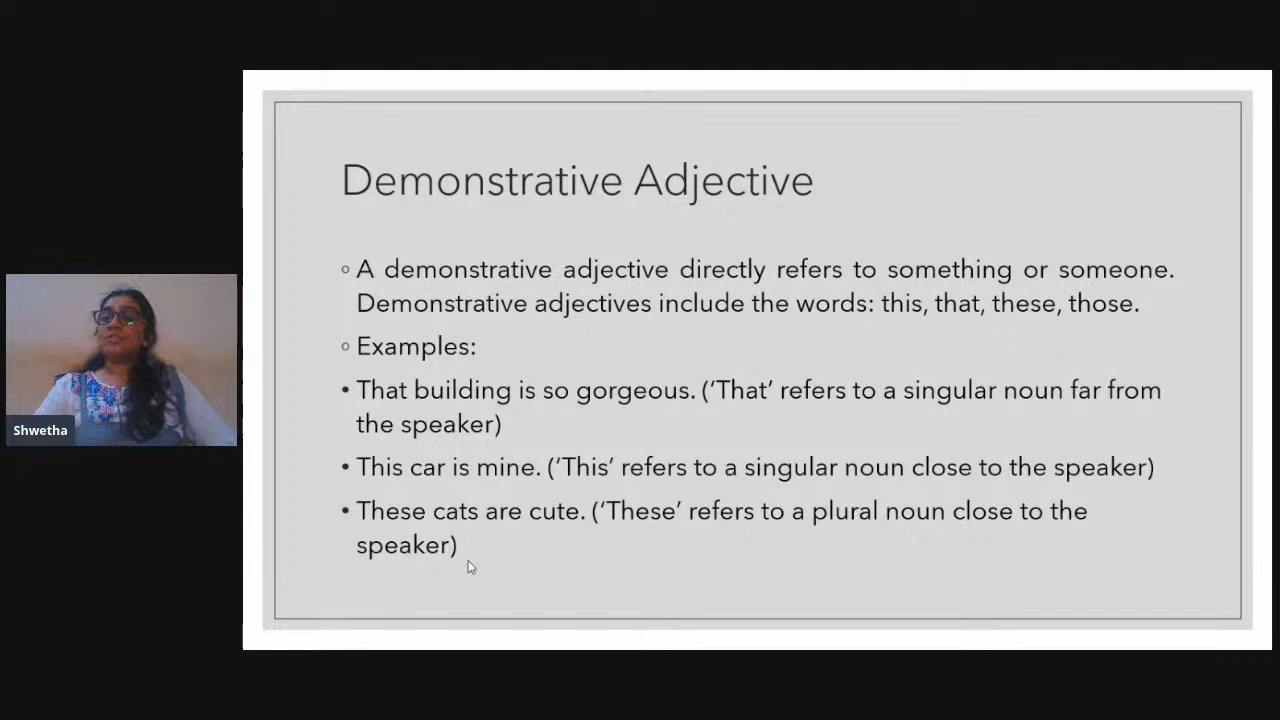 Demonstrative Adjective
◦ A demonstrative adjective directly refers to something or someone.
Demonstrative adjectives include the words: this, that, these, those.
◦ Examples:
• That building is so gorgeous. (‘That’ refers to a singular noun far from
the speaker)
• This car is mine. (‘This’ refers to a singular noun close to the speaker)
• These cats are cute. (‘These’ refers to a plural noun close to the
speaker)
Shwetha